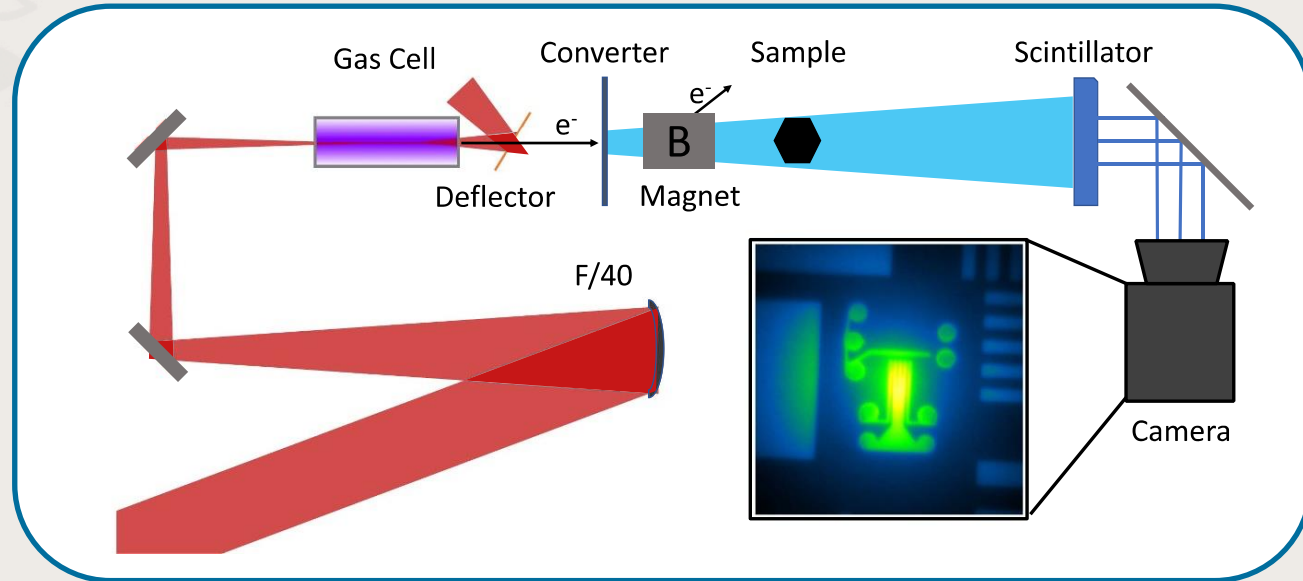 Gas Cell
Converter
Sample
Scintillator
e-
e-
B
Deflector
Magnet
F/40
Camera